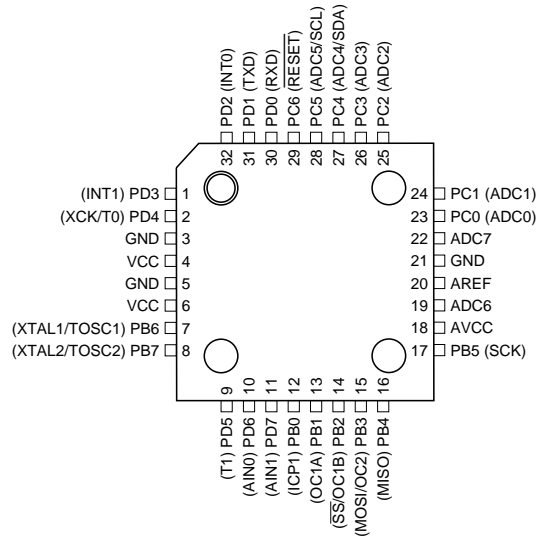 PD2 (INT0)
PD1 (TXD)
PD0 (RXD)
PC6 (RESET)
PC5 (ADC5/SCL)
PC4 (ADC4/SDA)
PC3 (ADC3)
PC2 (ADC2)
32
31
30
29
28
27
26
25
(INT1) PD3 1
(XCK/T0) PD4 2
GND 3
VCC 4
GND 5
VCC 6
(XTAL1/TOSC1) PB6 7
(XTAL2/TOSC2) PB7 8
24 PC1 (ADC1)
23 PC0 (ADC0)
22 ADC7
21 GND
20 AREF
19 ADC6
18 AVCC
17 PB5 (SCK)
9
10
11
12
13
14
15
16
(T1) PD5
(AIN0) PD6
(AIN1) PD7
(ICP1) PB0
(OC1A) PB1
(SS/OC1B) PB2
(MOSI/OC2) PB3
(MISO) PB4